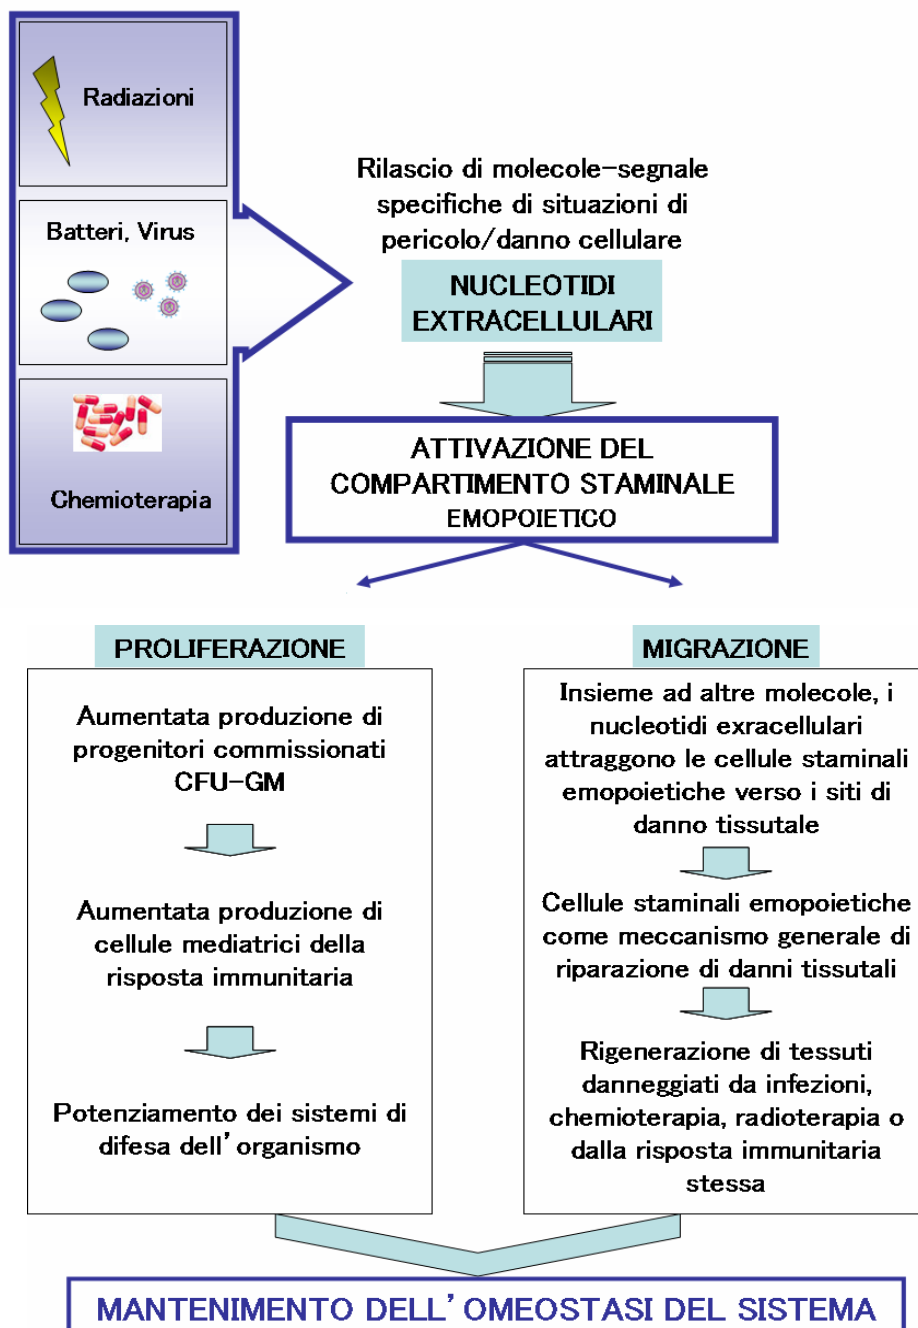 Radiazioni
Batteri, Virus
Chemioterapia
Rilascio di molecole-segnale
specifiche di situazioni di
pericolo/danno cellulare
NUCLEOTIDI
EXTRACELLULARI
ATTIVAZIONE DEL
COMPARTIMENTO STAMINALE
EMOPOIETICO
PROLIFERAZIONE
Aumentata produzione di
progenitori commissionati
CFU-GM
Aumentata produzione di
cellule mediatrici della
risposta immunitaria
Potenziamento dei sistemi di
difesa dell' organismo
MIGRAZIONE
Insieme ad altre molecole, i
nucleotidi exracellulari
attraggono le cellule staminali
emopoietiche verso i siti di
danno tissutale
Cellule staminali emopoietiche
come meccanismo generale di
riparazione di danni tissutali
Rigenerazione di tessuti
danneggiati da infezioni,
chemioterapia, radioterapia o
dalla risposta immunitaria
stessa
MANTENIMENTO DELL' OMEOSTASI DEL SISTEMA